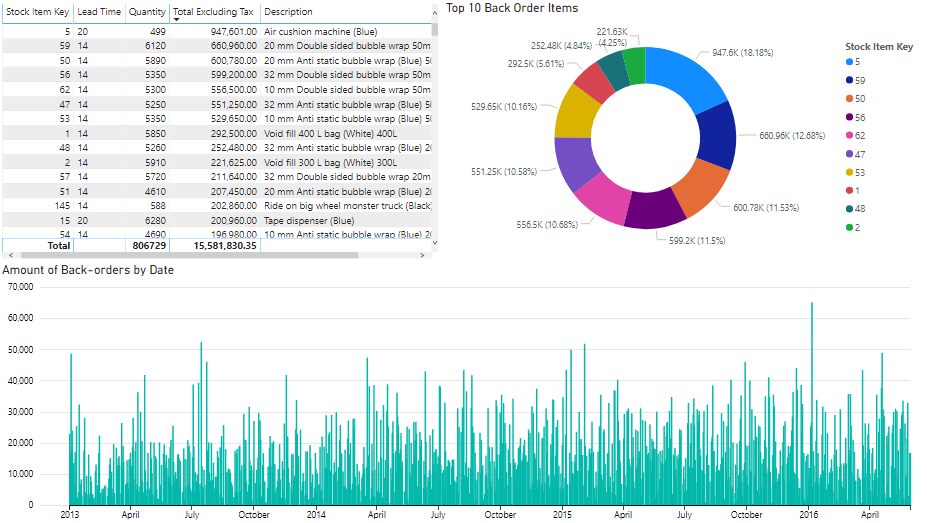 Stock Item Key Lead Time Quantity Total Excluding Tax Description
5 20 499 947,601.00 Air cushion machine (Blue)
59 14 6120 660,960.00 20 mm Double sided bubble wrap 50m
50 14 5890 600,780.00 20 mm Anti static bubble wrap (Blue) 50
56 14 5350 599,200.00 32 mm Double sided bubble wrap 50m
62 14 5300 556,500.00 10 mm Double sided bubble wrap 50m
47 14 5250 551,250.00 32 mm Anti static bubble wrap (Blue) 50
53 14 5350 529,650.00 10 mm Anti static bubble wrap (Blue) 50
1 14 5850 292,500.00 Void fill 400 L bag (White) 400L
48 14 5260 252,480.00 32 mm Anti static bubble wrap (Blue) 20
2 14 5910 221,625.00 Void fill 300 L bag (White) 300L
57 14 5720 211,640.00 32 mm Double sided bubble wrap 20m
51 14 4610 207,450.00 20 mm Anti static bubble wrap (Blue) 20
145 14 588 202,860.00 Ride on big wheel monster truck (Black)
15 20 6280 200,960.00 Tape dispenser (Blue)
54 14 4690 196,980.00 10 mm Anti static bubble wrap (Blue) 20
Total 806729 15,581,830.35
Top 10 Back Order Items
221.63K
(4.25%)
252.48K (4.84%)
292.5K (5.61%)
529.65K (10.16%)
551.25K (10.58%)
556.5K (10.68%)
599.2K (11.5%)
600.78K (11.53%)
660.96K (12.68%)
947.6K (18.18%)
Stock Item Key
5
59
50
56
62
47
53
1
48
2
Amount of Back-orders by Date
70,000
60,000
50,000
40,000
30,000
20,000
10,000
0
2013 April July October 2014 April July October 2015 April July October 2016 April